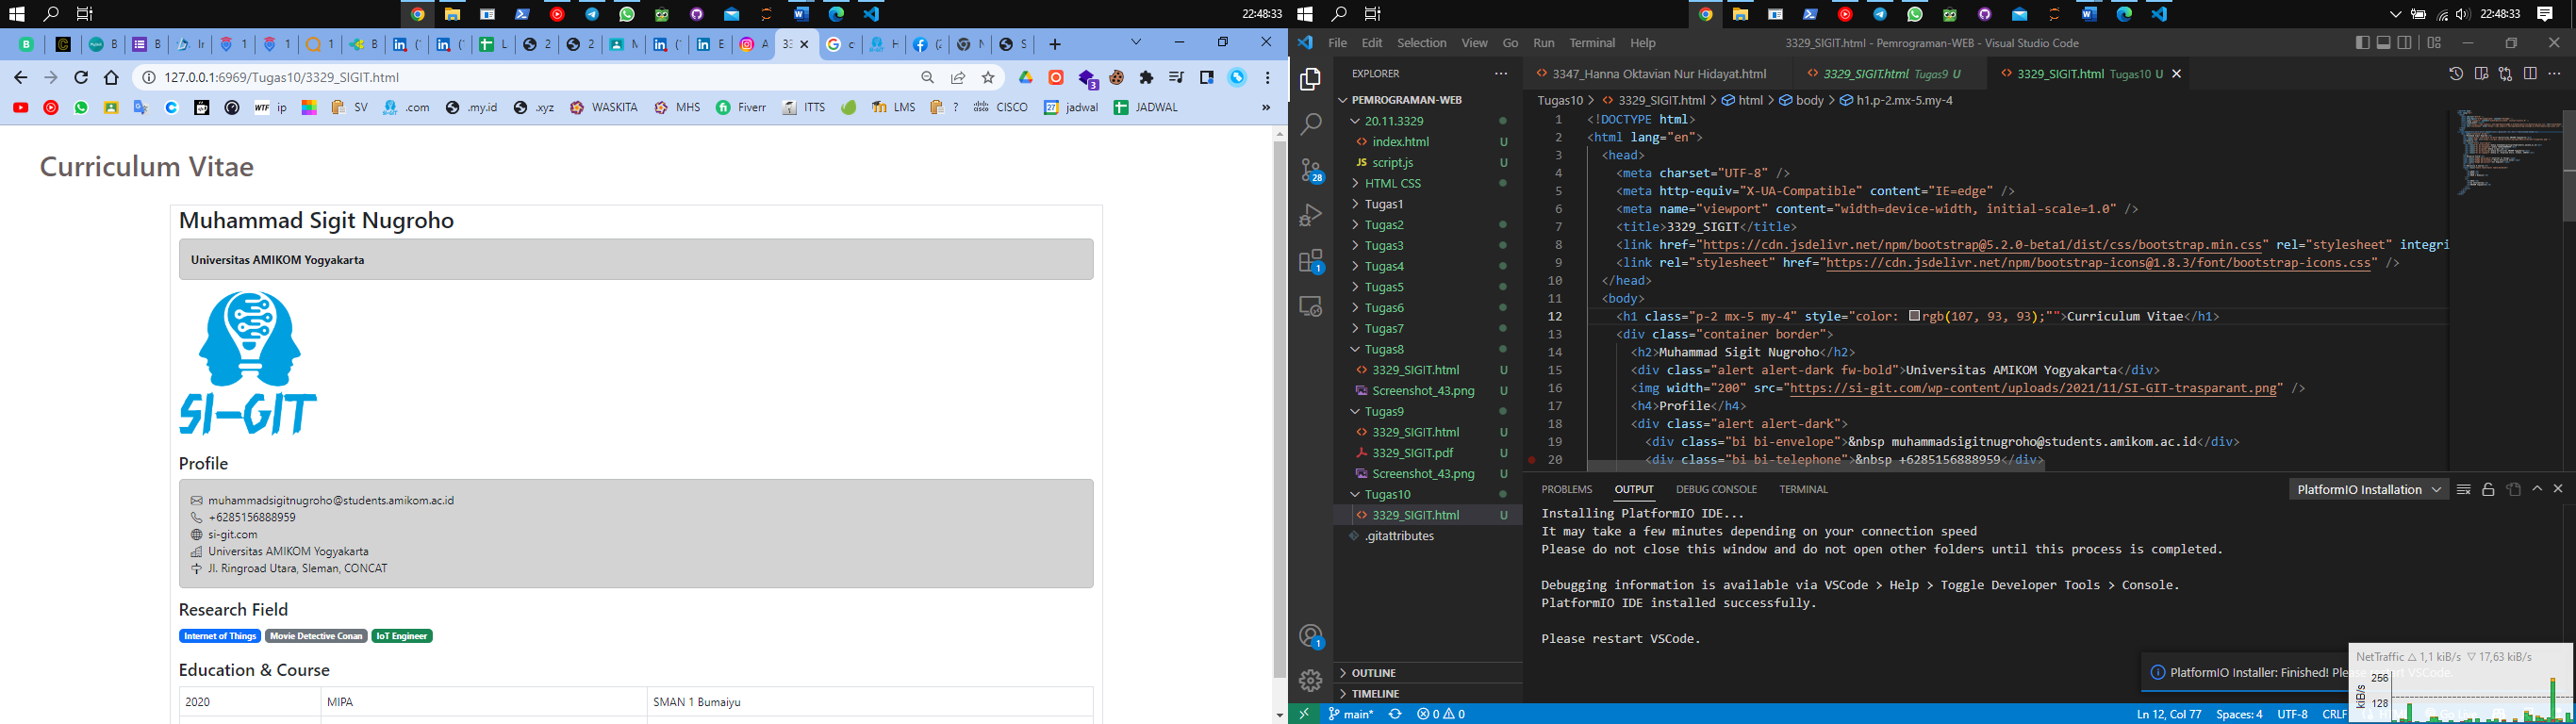 22:48:33
22:48:33
127.0.0.1:6969/Tugas10/3329_SIGIT.html
ip
SV
.com
.my.id
.xyz
WASKITA
MHS
Fiverr
ITTS
LMS
?
CISCO
jadwal
JADWAL
»
Curriculum Vitae
Muhammad Sigit Nugroho
Universitas AMIKOM Yogyakarta
SI-GIT
Profile
muhammadsigitnugroho@students.amikom.ac.id
+6285156888959
si-git.com
Universitas AMIKOM Yogyakarta
Jl. Ringroad Utara, Sleman, CONCAT
Research Field
Internet of Things Movie Detective Conan IoT Engineer
Education & Course
2020 MIPA SMAN 1 Bumaiyu
File Edit Selection View Go Run Terminal Help
3329_SIGIT.html - Pemrograman-WEB - Visual Studio Code
EXPLORER
PEMROGRAMAN-WEB
20.11.3329
index.html U
JS script.js U
HTML CSS
Tugas1
Tugas2
Tugas3
Tugas4
Tugas5
Tugas6
Tugas7
Tugas8
3329_SIGIT.html U
Screenshot_43.png U
Tugas9
3329_SIGIT.html U
3329_SIGIT.pdf U
Screenshot_43.png U
Tugas10
3329_SIGIT.html U
.gitattributes
OUTLINE
TIMELINE
3347_Hanna Oktavian Nur Hidayat.html
3329_SIGIT.html Tugas9 U
3329_SIGIT.html Tugas10 U
Tugas10 > 3329_SIGIT.html > html > body > h1.p-2.mx-5.my-4
1 <!DOCTYPE html>
2 <html lang="en">
3 <head>
4 <meta charset="UTF-8" />
5 <meta http-equiv="X-UA-Compatible" content="IE=edge" />
6 <meta name="viewport" content="width=device-width, initial-scale=1.0" />
7 <title>3329_SIGIT</title>
8 <link href="https://cdn.jsdelivr.net/npm/bootstrap@5.2.0-beta1/dist/css/bootstrap.min.css" rel="stylesheet" integri
9 <link rel="stylesheet" href="https://cdn.jsdelivr.net/npm/bootstrap-icons@1.8.3/font/bootstrap-icons.css" />
10 </head>
11 <body>
12 <h1 class="p-2 mx-5 my-4" style="color: rgb(107, 93, 93);"">Curriculum Vitae</h1>
13 <div class="container border">
14 <h2>Muhammad Sigit Nugroho</h2>
15 <div class="alert alert-dark fw-bold">Universitas AMIKOM Yogyakarta</div>
16 <img width="200" src="https://si-git.com/wp-content/uploads/2021/11/SI-GIT-trasparant.png" />
17 <h4>Profile</h4>
18 <div class="alert alert-dark">
19 <div class="bi bi-envelope">&nbsp muhammadsigitnugroho@students.amikom.ac.id</div>
20 <div class="bi bi-telephone">&nbsp +6285156888959</div>
PROBLEMS OUTPUT DEBUG CONSOLE TERMINAL
PlatformIO Installation
Installing PlatformIO IDE...
It may take a few minutes depending on your connection speed
Please do not close this window and do not open other folders until this process is completed.
Debugging information is available via VSCode > Help > Toggle Developer Tools > Console.
PlatformIO IDE installed successfully.
Please restart VSCode.
PlatformIO Installer: Finished! Please restart VSCode.
NetTraffic △ 1,1 kiB/s ▽ 17,63 kiB/s
256
128
kiB/s
main*
0 0
Ln 12, Col 77 Spaces: 4 UTF-8 CRLF